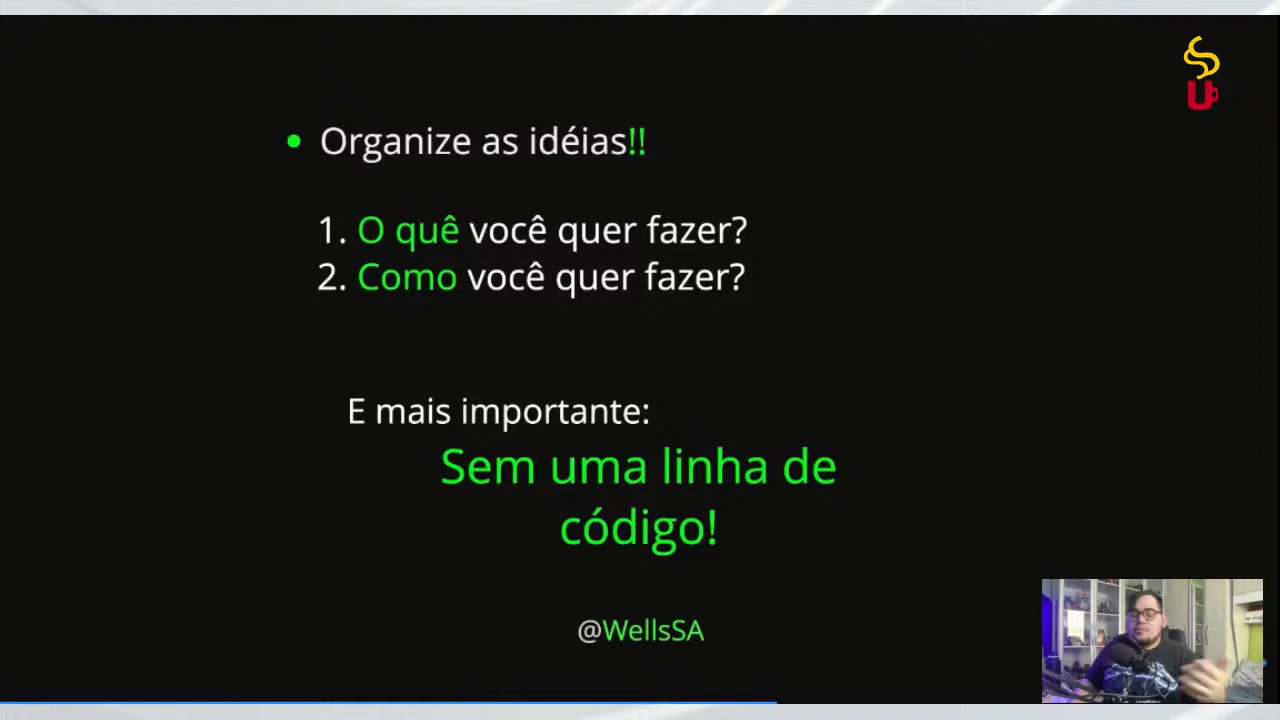 Organize as idéias!!
1. O quê você quer fazer?
2. Como você quer fazer?
E mais importante:
Sem uma linha de
código!
@WellsSA